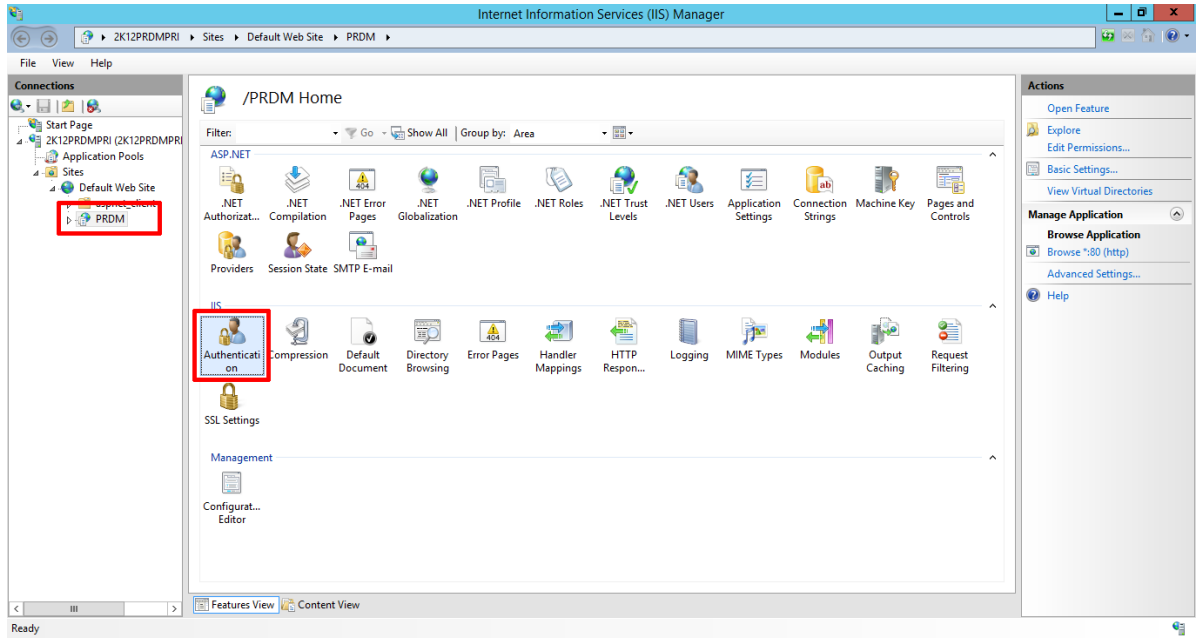 Internet Information Services (IIS) Manager
2K12PRDMPRI Sites Default Web Site PRDM
File View Help
Connections
Start Page
2K12PRDMPRI (2K12PRDMPRI
Application Pools
Sites
Default Web Site
aspnet_client
PRDM
/PRDM Home
Filter: Go Show All Group by: Area
ASP.NET
.NET Authorizat...
.NET Compilation
.NET Error Pages
.NET Globalization
.NET Profile
.NET Roles
.NET Trust Levels
.NET Users
Application Settings
Connection Strings
Machine Key
Pages and Controls
Providers
Session State
SMTP E-mail
IIS
Authenticati on
Compression
Default Document
Directory Browsing
Error Pages
Handler Mappings
HTTP Respon...
Logging
MIME Types
Modules
Output Caching
Request Filtering
SSL Settings
Management
Configurat... Editor
Features View Content View
Actions
Open Feature
Explore
Edit Permissions...
Basic Settings...
View Virtual Directories
Manage Application
Browse Application
Browse *:80 (http)
Advanced Settings...
Help
Ready